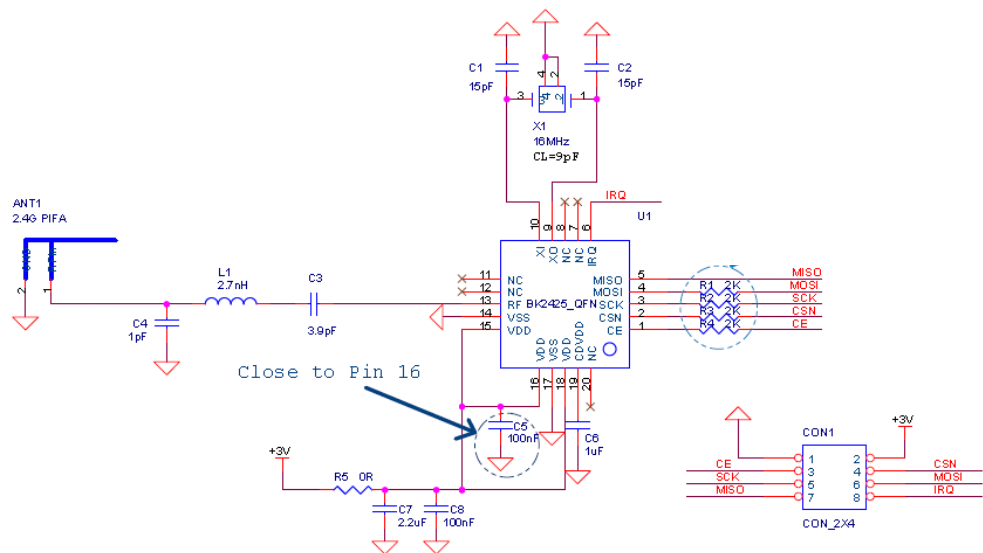 C1
15pF
C2
15pF
4
2
3
3
4
2
1
X1
16MHz
CL=9pF
IRQ
U1
ANT1
2.4G PIFA
2
1
10
9
8
7
6
XI
XO
NC
NC
IRQ
L1
2.7nH
C3
3.9pF
C4
1pF
11
12
13
14
15
NC
NC
RF
VSS
VDD
BK2425_QFN
MISO
MOSI
SCK
CSN
CE
5
4
3
2
1
MISO
R1 2K
MOSI
R2 2K
SCK
R3 2K
CSN
R4 2K
CE
VDD
VSS
VDD
CDVDD
NC
16
17
18
19
20
Close to Pin 16
C5
100nF
C6
1uF
+3V
R5 0R
C7
2.2uF
C8
100nF
+3V
CON1
1
2
CE
3
4
CSN
SCK
5
6
MOSI
MISO
7
8
IRQ
CON_2X4